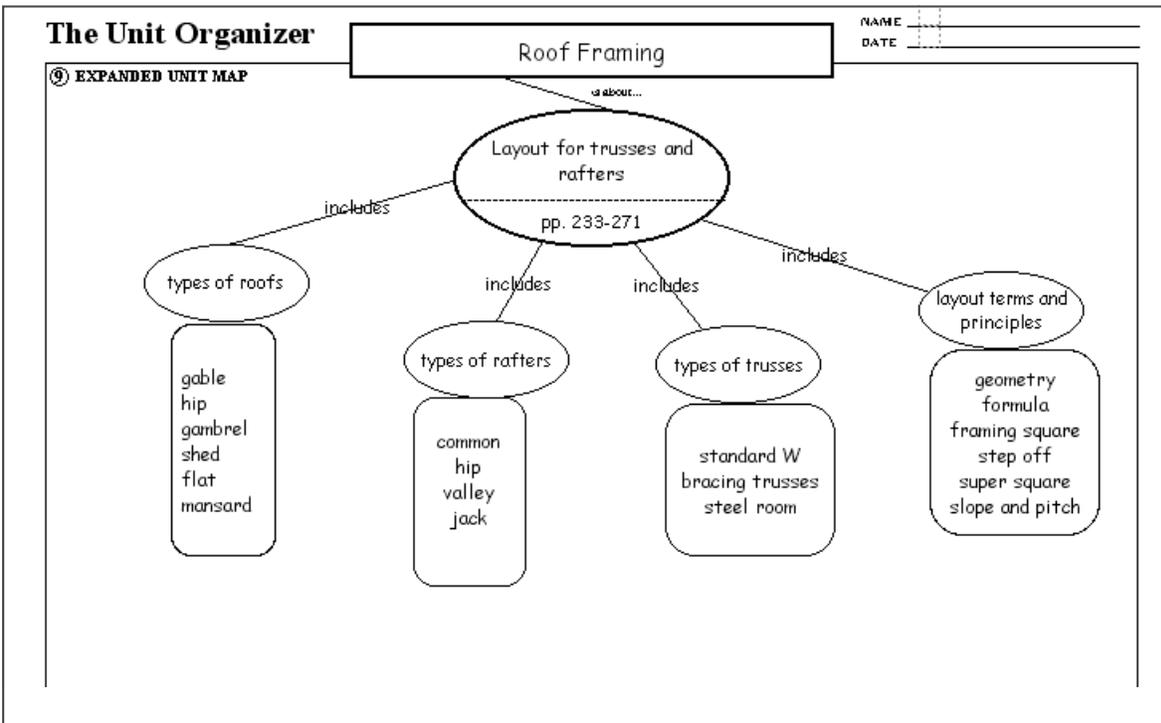 The Unit Organizer
Roof Framing
NAME
DATE
⑨ EXPANDED UNIT MAP
is about...
Layout for trusses and
rafters
pp. 233-271
includes
includes
includes
includes
types of roofs
gable
hip
gambrel
shed
flat
mansard
types of rafters
common
hip
valley
jack
types of trusses
standard W
bracing trusses
steel room
layout terms and
principles
geometry
formula
framing square
step off
super square
slope and pitch